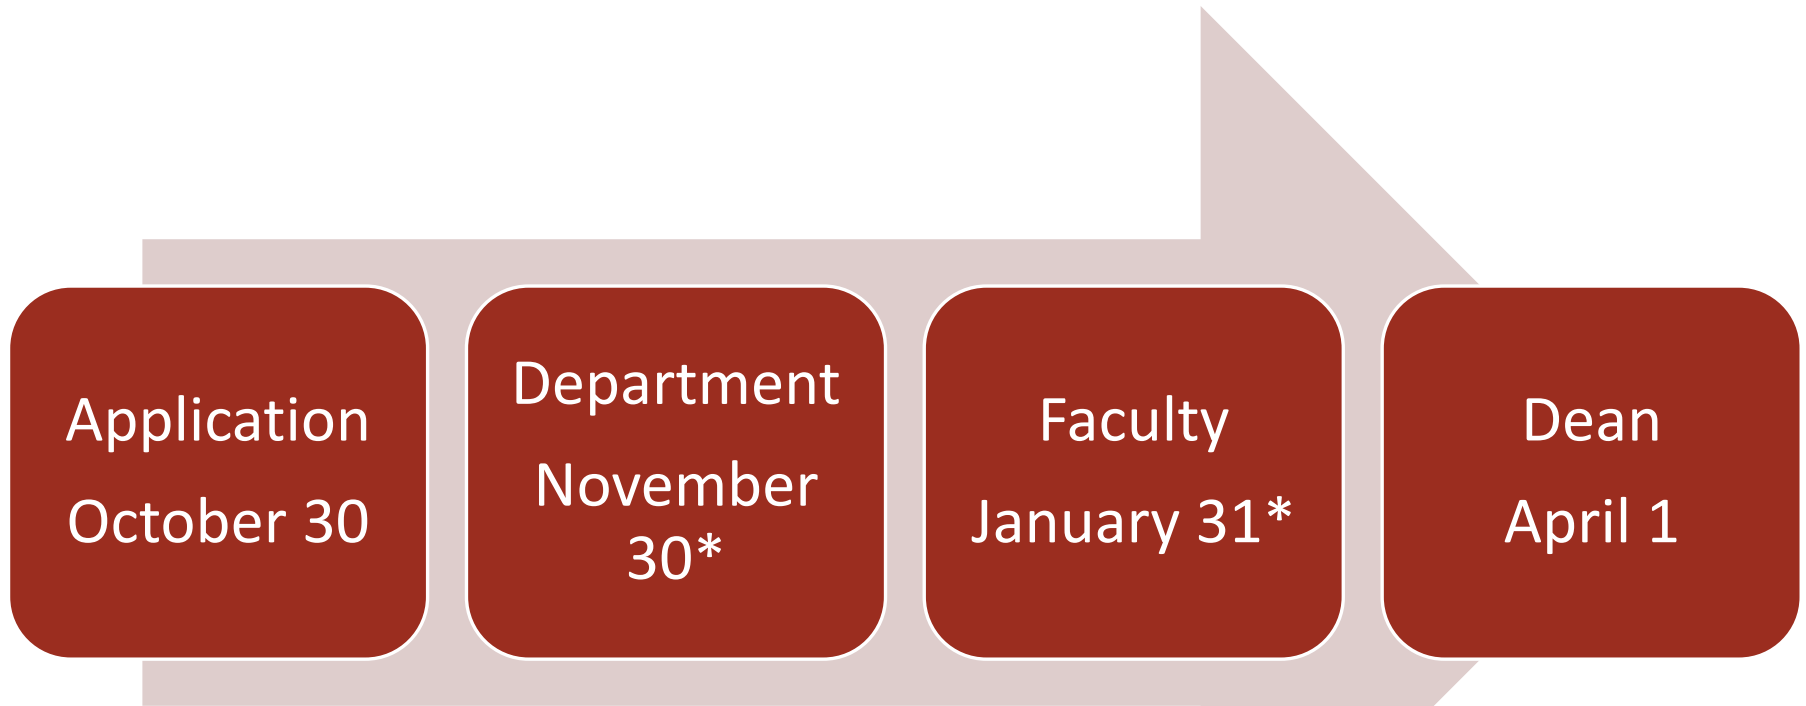 Application
October 30
Department
November
30*
Faculty
January 31*
Dean
April 1